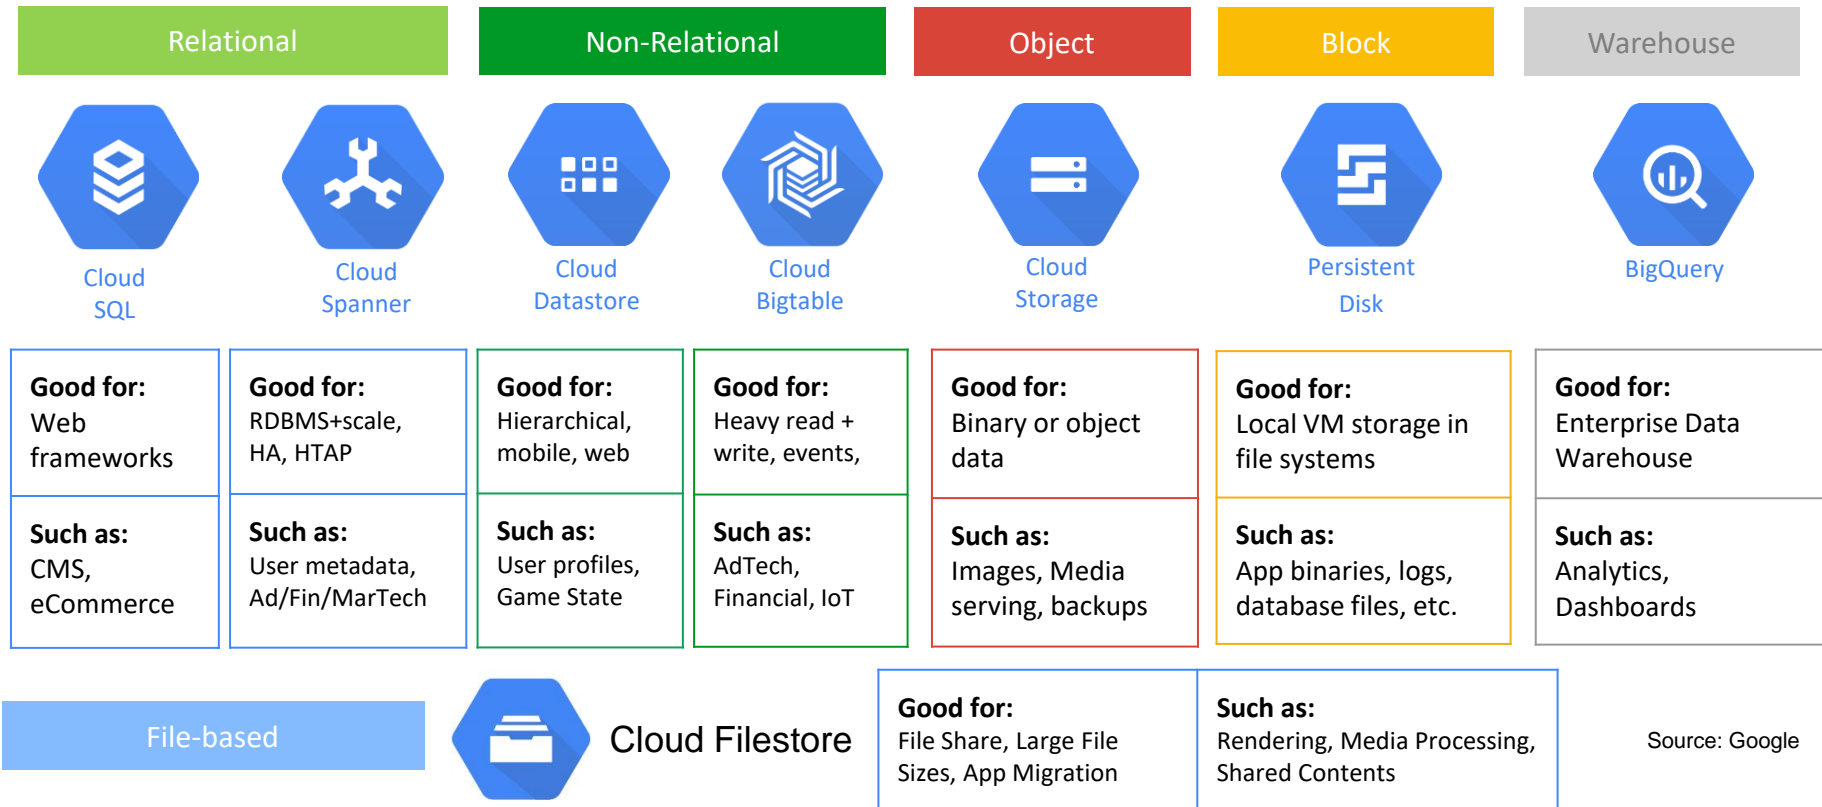 Relational
Non-Relational
Object
Block
Warehouse
Cloud
SQL
Cloud
Spanner
Cloud
Datastore
Cloud
Bigtable
Cloud
Storage
Persistent
Disk
BigQuery
Good for:
Web
frameworks
Good for:
RDBMS+scale,
HA, HTAP
Good for:
Hierarchical,
mobile, web
Good for:
Heavy read +
write, events,
Good for:
Binary or object
data
Good for:
Local VM storage in
file systems
Good for:
Enterprise Data
Warehouse
Such as:
CMS,
eCommerce
Such as:
User metadata,
Ad/Fin/MarTech
Such as:
User profiles,
Game State
Such as:
AdTech,
Financial, IoT
Such as:
Images, Media
serving, backups
Such as:
App binaries, logs,
database files, etc.
Such as:
Analytics,
Dashboards
File-based
Cloud Filestore
Good for:
File Share, Large File
Sizes, App Migration
Such as:
Rendering, Media Processing,
Shared Contents
Source: Google